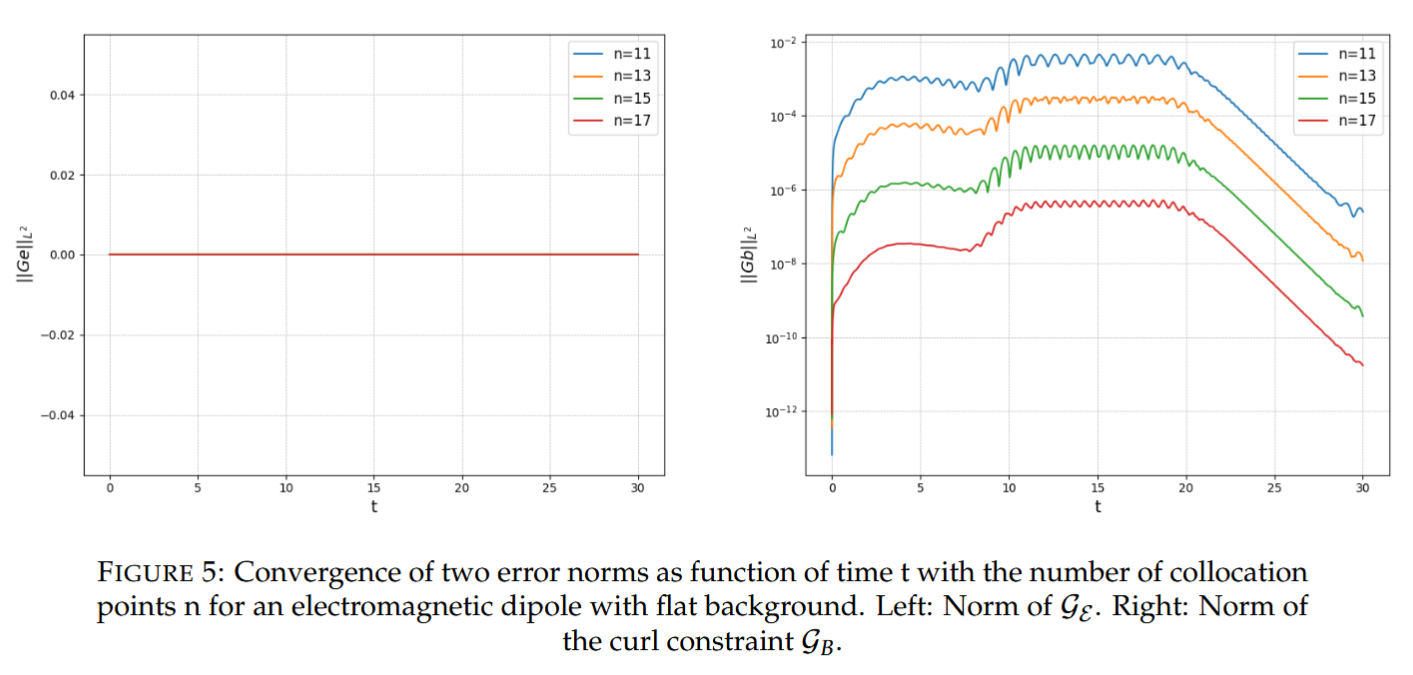 n=11
n=13
n=15
n=17
0.04
0.02
0.00
−0.02
−0.04
||Ge||L²
0 5 10 15 20 25 30
t
n=11
n=13
n=15
n=17
10⁻²
10⁻⁴
10⁻⁶
10⁻⁸
10⁻¹⁰
10⁻¹²
||Gb||L²
0 5 10 15 20 25 30
t
FIGURE 5: Convergence of two error norms as function of time t with the number of collocation
points n for an electromagnetic dipole with flat background. Left: Norm of 𝒢ℰ. Right: Norm of
the curl constraint 𝒢B.